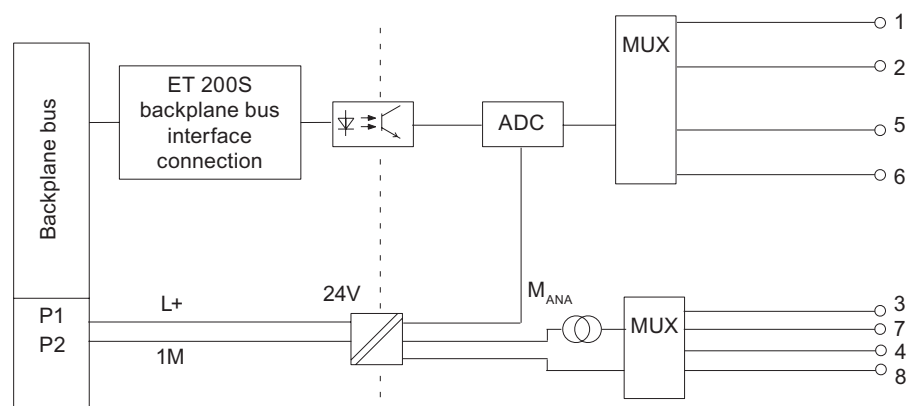 Backplane bus
ET 200S
backplane bus
interface
connection
ADC
MUX
1
2
5
6
P1
P2
L+
1M
24V
M_ANA
MUX
3
7
4
8